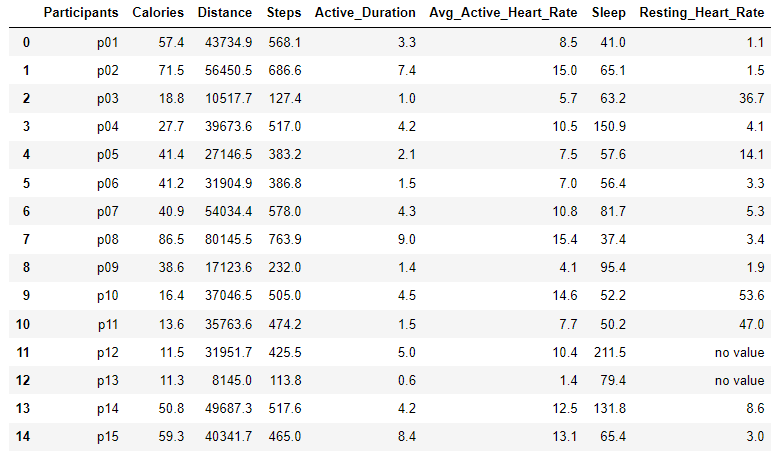 Participants Calories Distance Steps Active_Duration Avg_Active_Heart_Rate Sleep Resting_Heart_Rate
0 p01 57.4 43734.9 568.1 3.3 8.5 41.0 1.1
1 p02 71.5 56450.5 686.6 7.4 15.0 65.1 1.5
2 p03 18.8 10517.7 127.4 1.0 5.7 63.2 36.7
3 p04 27.7 39673.6 517.0 4.2 10.5 150.9 4.1
4 p05 41.4 27146.5 383.2 2.1 7.5 57.6 14.1
5 p06 41.2 31904.9 386.8 1.5 7.0 56.4 3.3
6 p07 40.9 54034.4 578.0 4.3 10.8 81.7 5.3
7 p08 86.5 80145.5 763.9 9.0 15.4 37.4 3.4
8 p09 38.6 17123.6 232.0 1.4 4.1 95.4 1.9
9 p10 16.4 37046.5 505.0 4.5 14.6 52.2 53.6
10 p11 13.6 35763.6 474.2 1.5 7.7 50.2 47.0
11 p12 11.5 31951.7 425.5 5.0 10.4 211.5 no value
12 p13 11.3 8145.0 113.8 0.6 1.4 79.4 no value
13 p14 50.8 49687.3 517.6 4.2 12.5 131.8 8.6
14 p15 59.3 40341.7 465.0 8.4 13.1 65.4 3.0